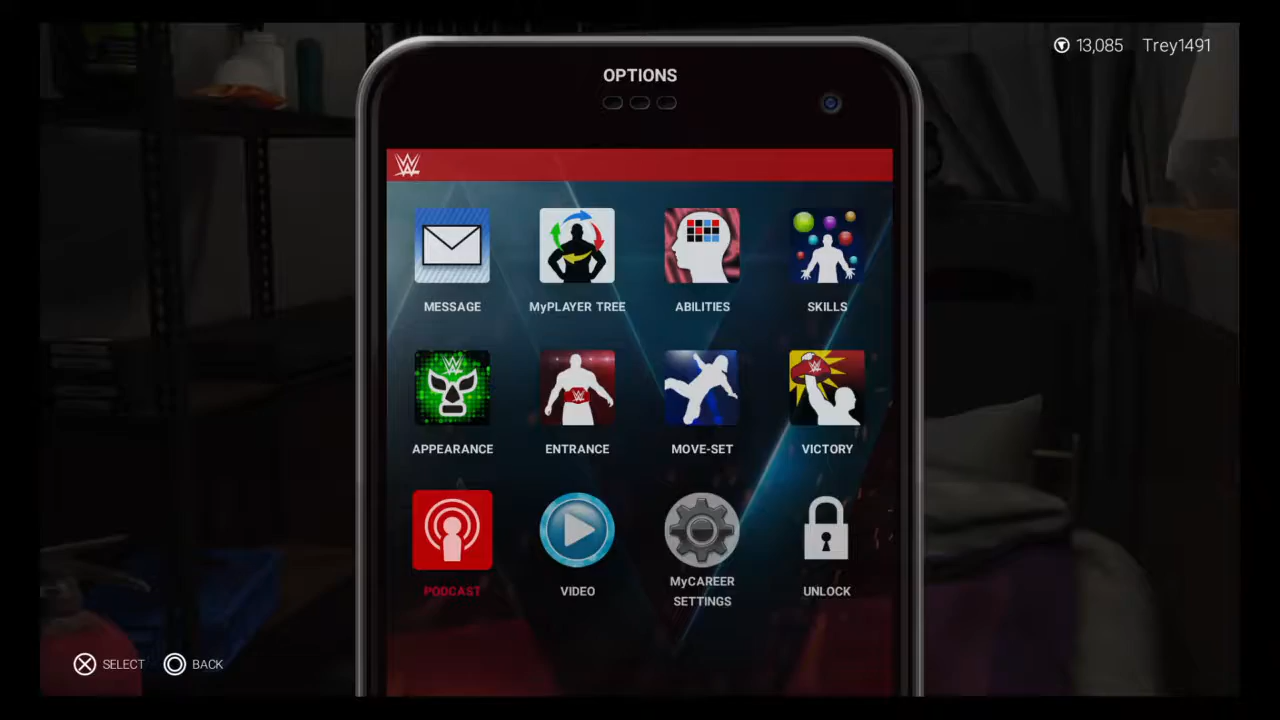 13,085 Trey1491
OPTIONS
W
MESSAGE MyPLAYER TREE ABILITIES SKILLS
APPEARANCE ENTRANCE MOVE-SET VICTORY
PODCAST VIDEO MyCAREER SETTINGS UNLOCK
SELECT BACK